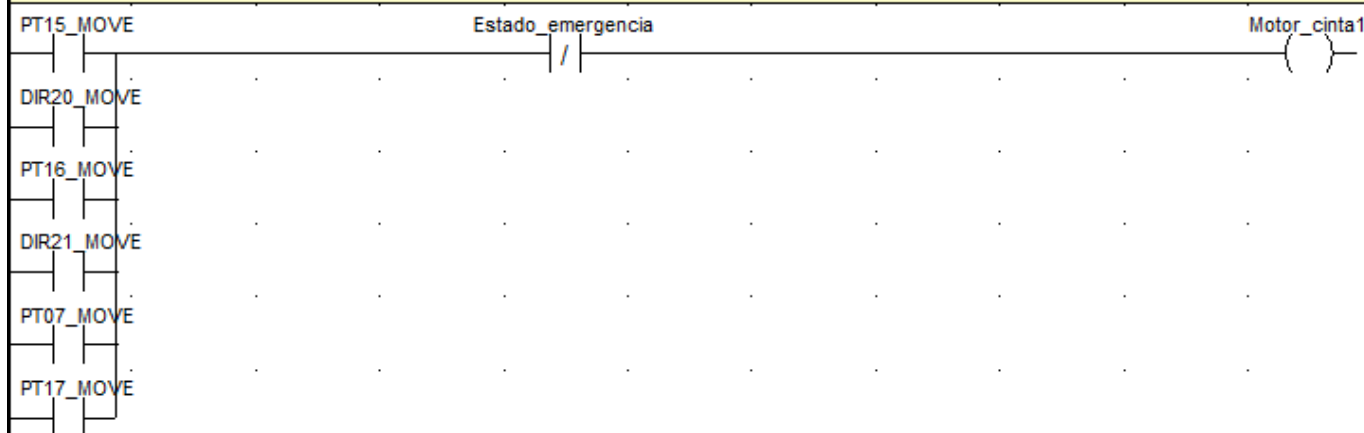 PT15_MOVE Estado_emergencia Motor_cinta1
/
DIR20_MOVE
PT16_MOVE
DIR21_MOVE
PT07_MOVE
PT17_MOVE